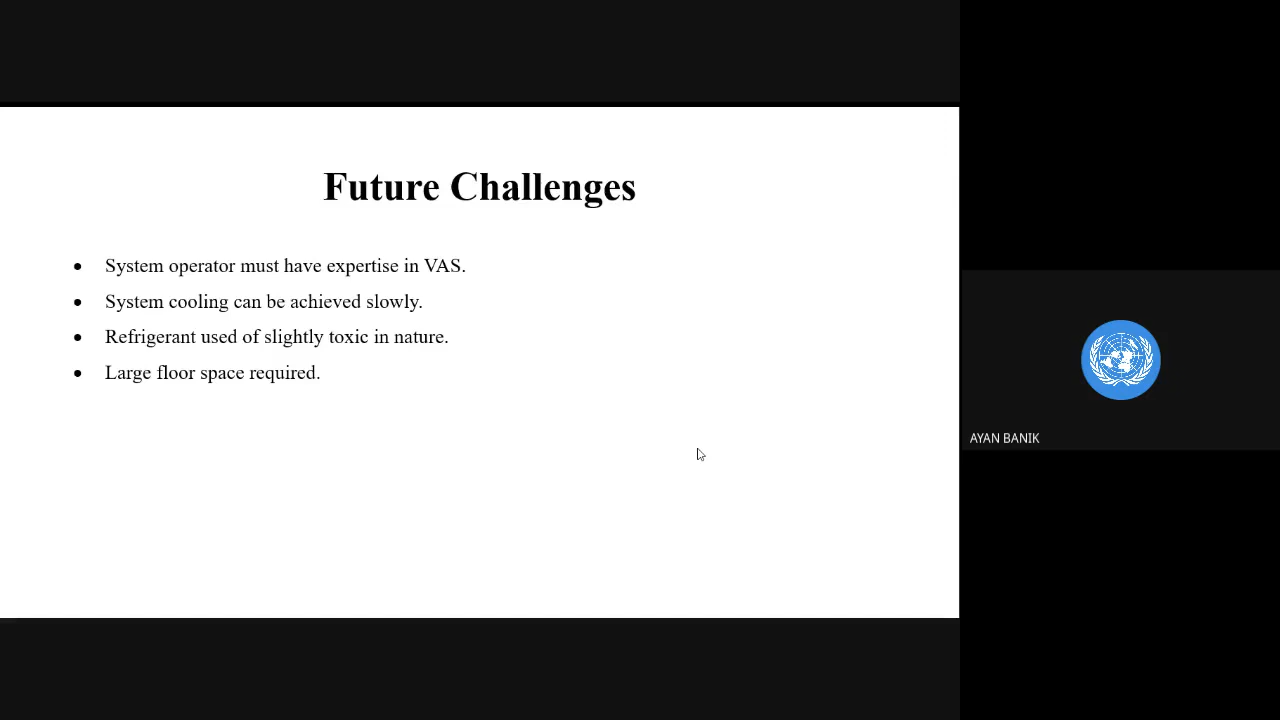 Future Challenges
• System operator must have expertise in VAS.
• System cooling can be achieved slowly.
• Refrigerant used of slightly toxic in nature.
• Large floor space required.
AYAN BANIK